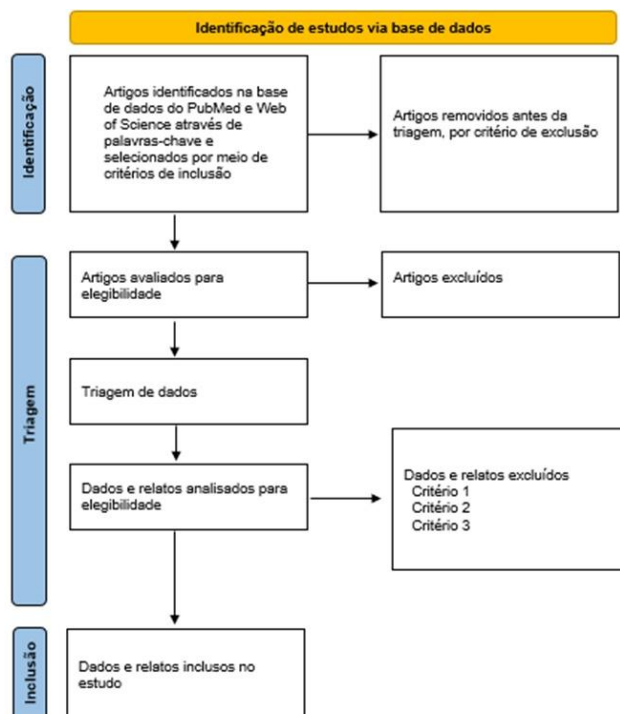 Identificação de estudos via base de dados
Identificação
Artigos identificados na base
de dados do PubMed e Web
of Science através de
palavras-chave e
selecionados por meio de
critérios de inclusão
Artigos removidos antes da
triagem, por critério de exclusão
Triagem
Artigos avaliados para
elegibilidade
Artigos excluídos
Triagem de dados
Dados e relatos analisados para
elegibilidade
Dados e relatos excluídos
Critério 1
Critério 2
Critério 3
Inclusão
Dados e relatos inclusos no
estudo